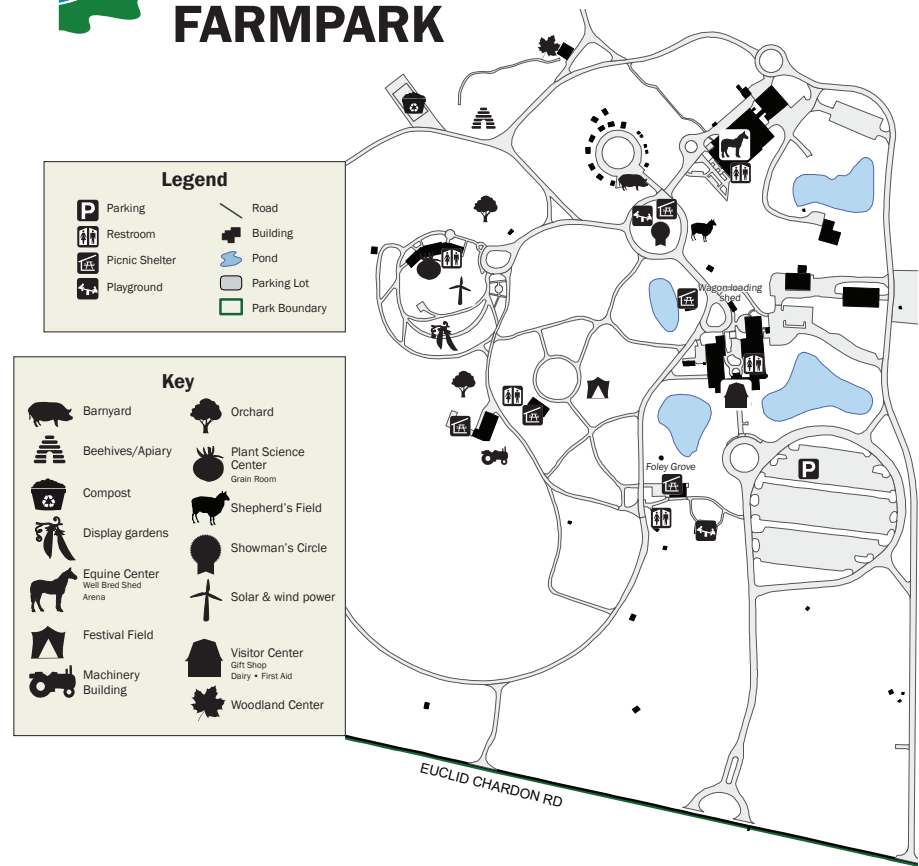 FARMPARK
Legend
P Parking
Restroom
Picnic Shelter
Playground
Road
Building
Pond
Parking Lot
Park Boundary
Key
Barnyard
Beehives/Apiary
Compost
Display gardens
Equine Center
Well Bred Shed
Arena
Festival Field
Machinery
Building
Orchard
Plant Science
Center
Grain Room
Shepherd's Field
Showman's Circle
Solar & wind power
Visitor Center
Gift Shop
Dairy • First Aid
Woodland Center
Wagon loading
shed
Foley Grove
P
EUCLID CHARDON RD